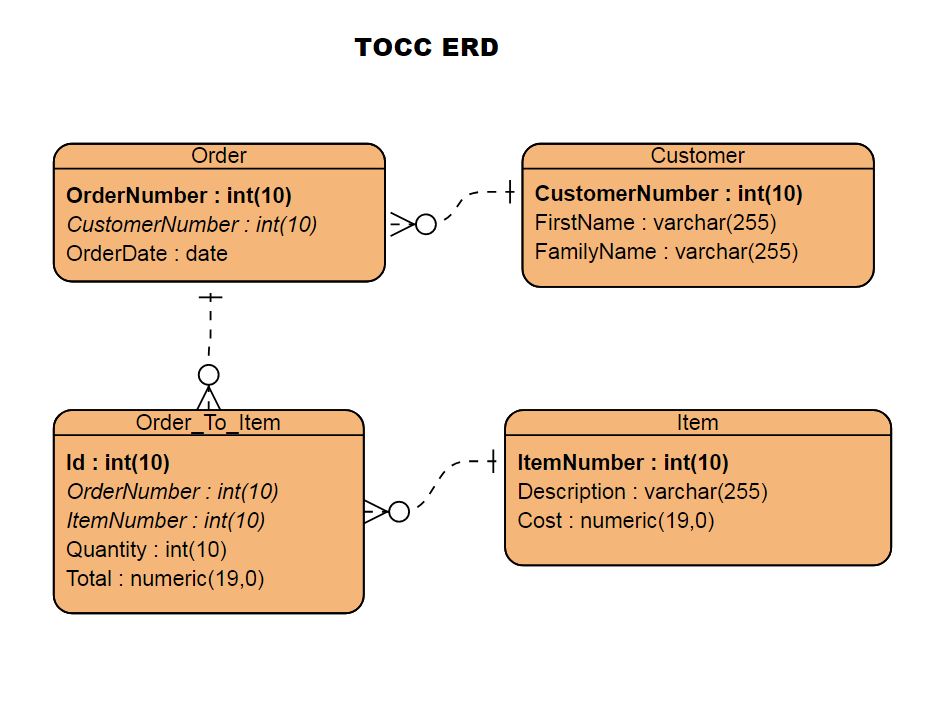 TOCC ERD
Order
OrderNumber : int(10)
CustomerNumber : int(10)
OrderDate : date
Customer
CustomerNumber : int(10)
FirstName : varchar(255)
FamilyName : varchar(255)
Order_To_Item
Id : int(10)
OrderNumber : int(10)
ItemNumber : int(10)
Quantity : int(10)
Total : numeric(19,0)
Item
ItemNumber : int(10)
Description : varchar(255)
Cost : numeric(19,0)